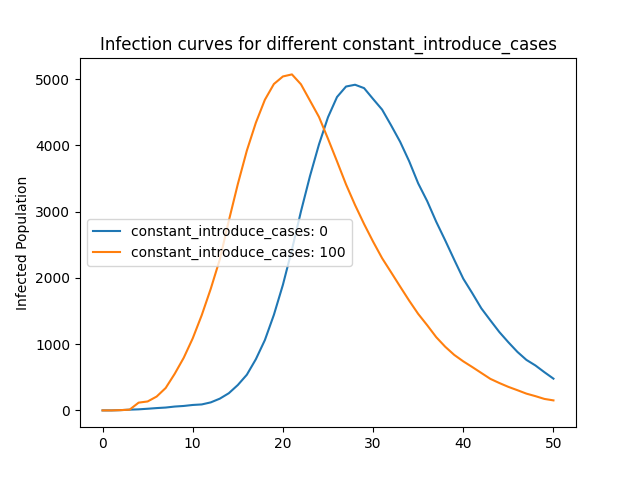 Infection curves for different constant_introduce_cases
Infected Population
5000
4000
3000
2000
1000
0
constant_introduce_cases: 0
constant_introduce_cases: 100
0 10 20 30 40 50